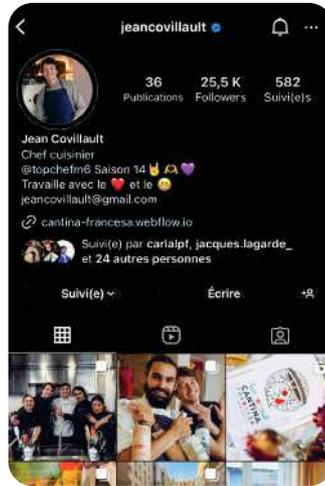 jeancovillault
36 25,5 K 582
Publications Followers Suivi(e)s
Jean Covillault
Chef cuisinier
@topchefm6 Saison 14 🤘 🫶 💜
Travaille avec le ❤️ et le 😀
jeancovillault@gmail.com
cantina-francesa.webflow.io
Suivi(e) par carlalpf, jacques.lagarde_
et 24 autres personnes
Suivi(e) Écrire
CANTINA